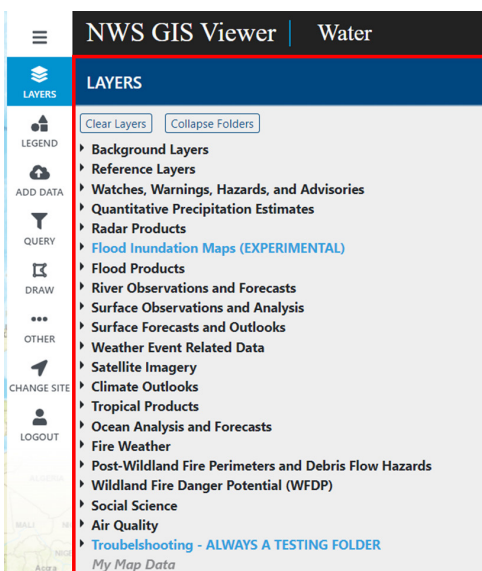 NWS GIS Viewer | Water
LAYERS
LAYERS
Clear Layers Collapse Folders
LEGEND
Background Layers
Reference Layers
ADD DATA
Watches, Warnings, Hazards, and Advisories
Quantitative Precipitation Estimates
Radar Products
QUERY
Flood Inundation Maps (EXPERIMENTAL)
Flood Products
River Observations and Forecasts
DRAW
Surface Observations and Analysis
Surface Forecasts and Outlooks
OTHER
Weather Event Related Data
Satellite Imagery
CHANGE SITE
Climate Outlooks
Tropical Products
Ocean Analysis and Forecasts
LOGOUT
Fire Weather
Post-Wildland Fire Perimeters and Debris Flow Hazards
Wildland Fire Danger Potential (WFDP)
Social Science
MALI
Air Quality
Troubelshooting - ALWAYS A TESTING FOLDER
My Map Data
Accra